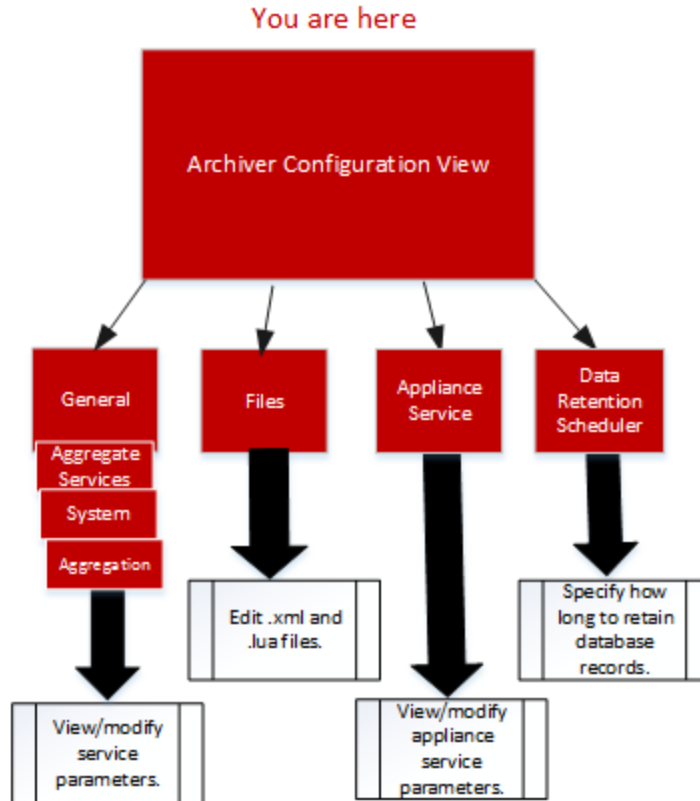 You are here
Archiver Configuration View
General
Files
Appliance
Service
Data
Retention
Scheduler
Aggregate
Services
System
Aggregation
Edit .xml and
.lua files.
Specify how
long to retain
database
records.
View/modify
service
parameters.
View/modify
appliance
service
parameters.